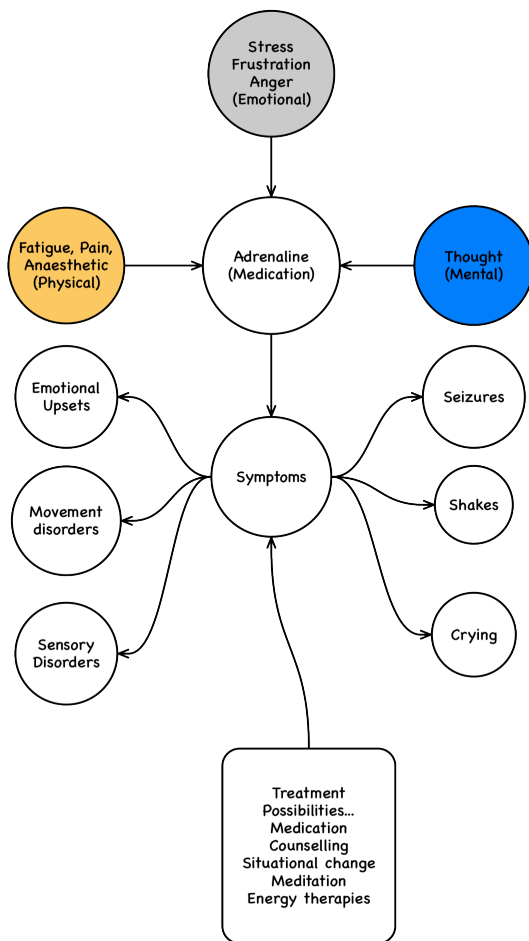 Stress
Frustration
Anger
(Emotional)
Fatigue, Pain,
Anaesthetic
(Physical)
Adrenaline
(Medication)
Thought
(Mental)
Emotional
Upsets
Seizures
Symptoms
Movement
disorders
Shakes
Sensory
Disorders
Crying
Treatment
Possibilities...
Medication
Counselling
Situational change
Meditation
Energy therapies